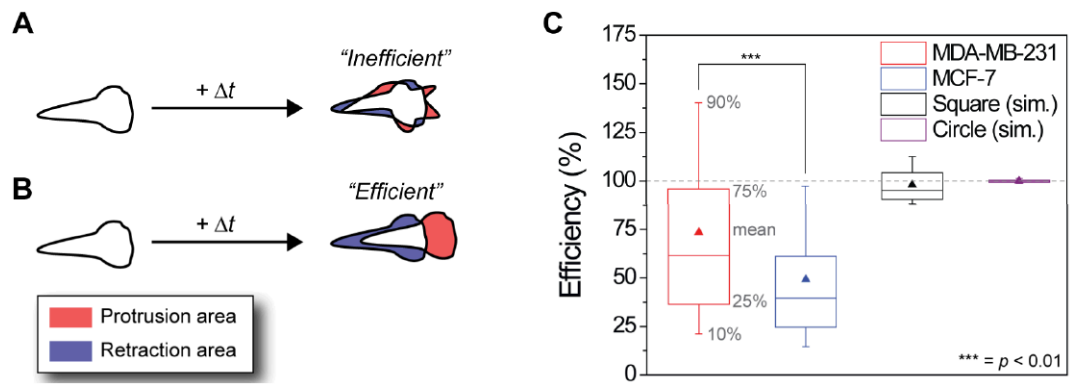 A
+ Δt
“Inefficient”
B
+ Δt
“Efficient”
Protrusion area
Retraction area
C
Efficiency (%)
175
150
125
100
75
50
25
0
***
90%
75%
mean
25%
10%
MDA-MB-231
MCF-7
Square (sim.)
Circle (sim.)
*** = p < 0.01